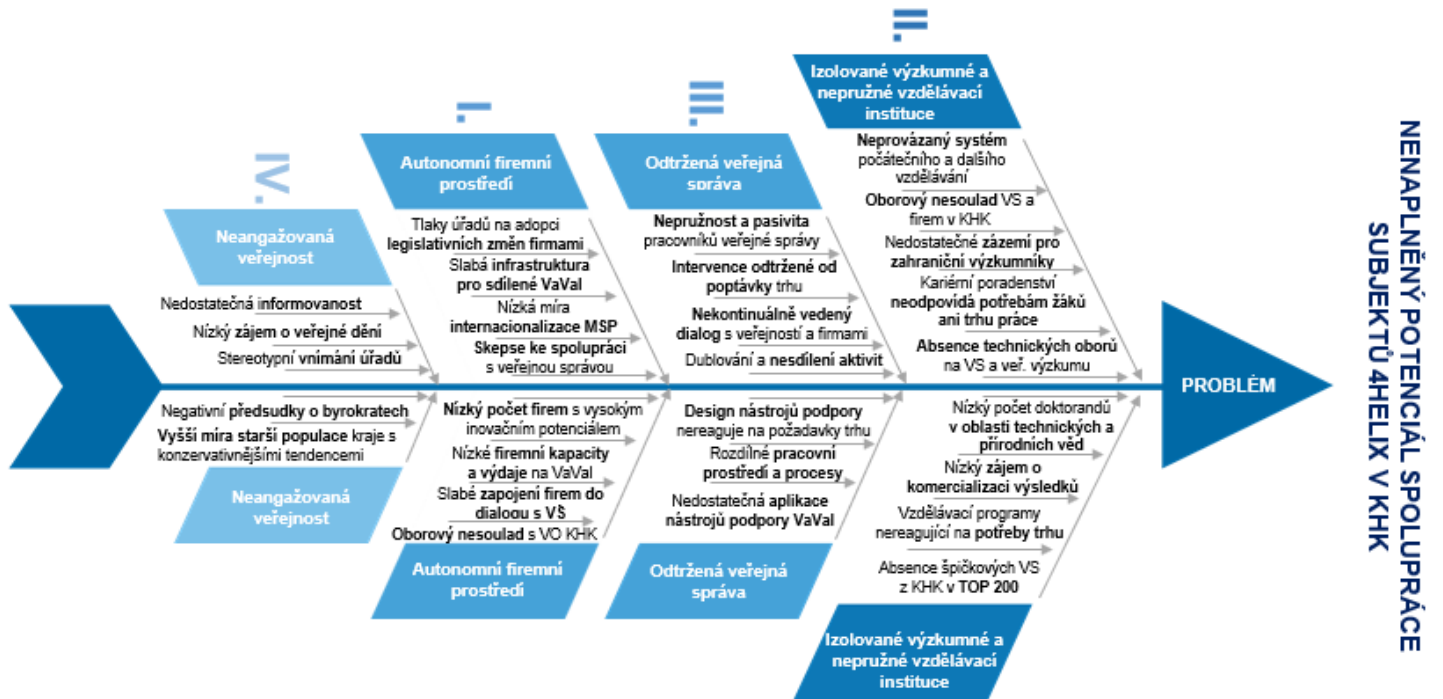 IV.
Neangažovaná
veřejnost
Nedostatečná informovanost
Nízký zájem o veřejné dění
Stereotypní vnímání úřadů
I.
Autonomní firemní
prostředí
Tlaky úřadů na adopci
legislativních změn firmami
Slabá infrastruktura
pro sdílené VaVaI
Nízká míra
internacionalizace MSP
Skepse ke spolupráci
s veřejnou správou
III.
Odtržená veřejná
správa
Nepružnost a pasivita
pracovníků veřejné správy
Intervence odtržené od
poptávky trhu
Nekontinuálně vedený
dialog s veřejností a firmami
Dublování a nesdílení aktivit
II.
Izolované výzkumné a
nepružné vzdělávací
instituce
Neprovázaný systém
počátečního a dalšího
vzdělávání
Oborový nesoulad VS a
firem v KHK
Nedostatečné zázemí pro
zahraniční výzkumníky
Kariérní poradenství
neodpovídá potřebám žáků
ani trhu práce
Absence technických oborů
na VS a veř. výzkumu
PROBLÉM
NENAPLNĚNÝ POTENCIÁL SPOLUPRÁCE
SUBJEKTŮ 4HELIX V KHK
Negativní předsudky o byrokratech
Vyšší míra starší populace kraje s
konzervativnějšími tendencemi
Neangažovaná
veřejnost
Nízký počet firem s vysokým
inovačním potenciálem
Nízké firemní kapacity
a výdaje na VaVaI
Slabé zapojení firem do
dialogu s VŠ
Oborový nesoulad s VO KHK
Autonomní firemní
prostředí
Design nástrojů podpory
nereaguje na požadavky trhu
Rozdílné pracovní
prostředí a procesy
Nedostatečná aplikace
nástrojů podpory VaVaI
Odtržená veřejná
správa
Nízký počet doktorandů
v oblasti technických a
přírodních věd
Nízký zájem o
komercializaci výsledků
Vzdělávací programy
nereagující na potřeby trhu
Absence špičkových VS
z KHK v TOP 200
Izolované výzkumné a
nepružné vzdělávací
instituce